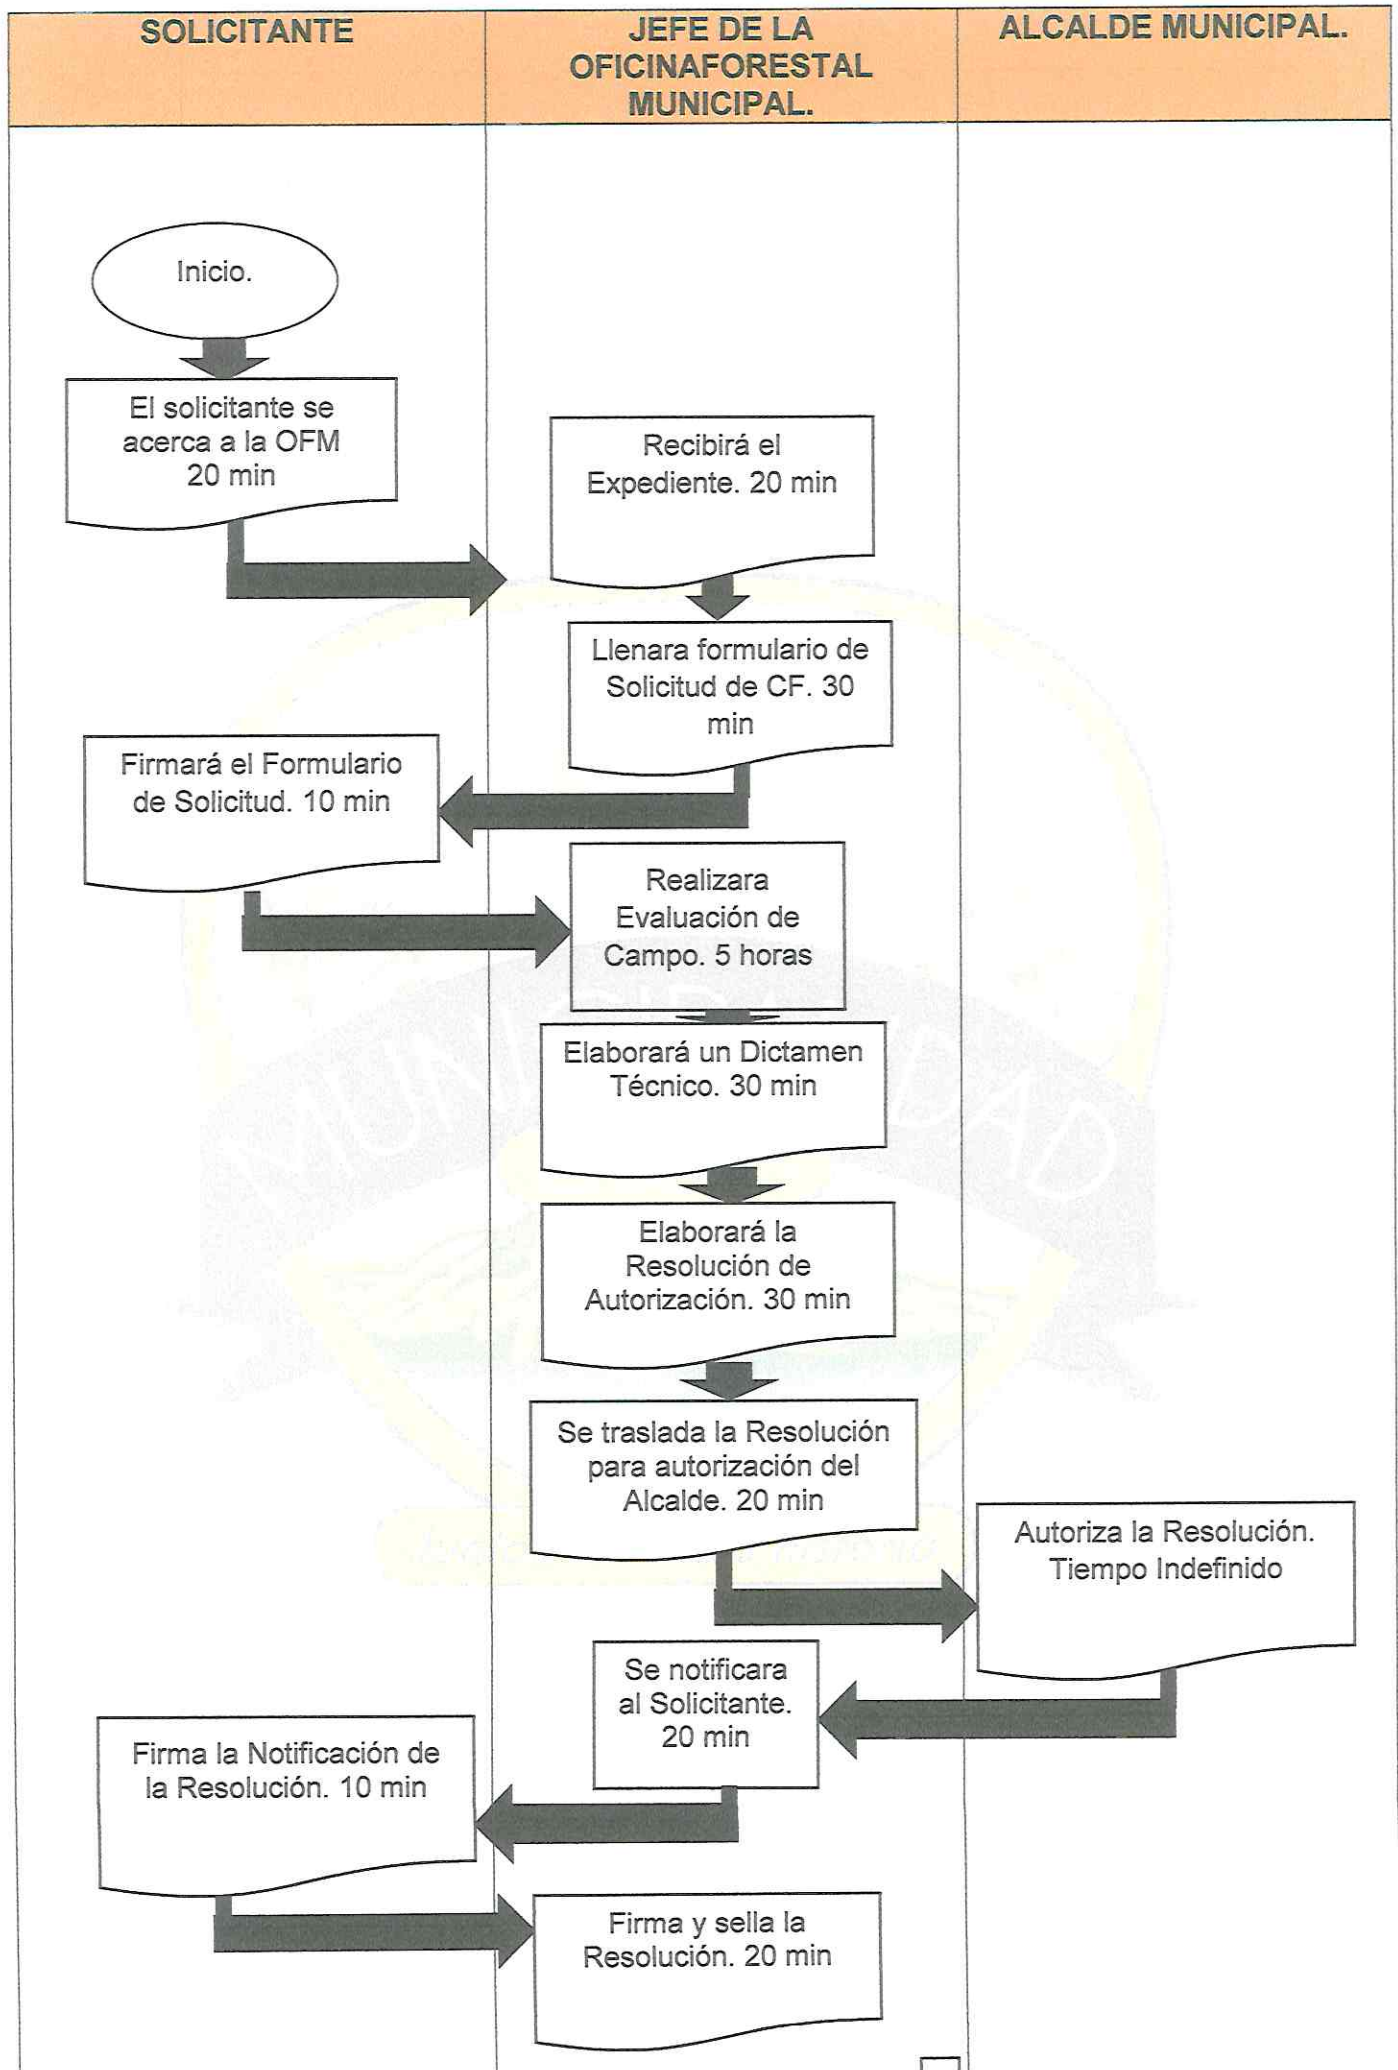 SOLICITANTE
JEFE DE LA
OFICINAFORESTAL
MUNICIPAL.
ALCALDE MUNICIPAL.
Inicio.
El solicitante se
acerca a la OFM
20 min
Recibirá el
Expediente. 20 min
Llenara formulario de
Solicitud de CF. 30
min
Firmará el Formulario
de Solicitud. 10 min
Realizara
Evaluación de
Campo. 5 horas
Elaborará un Dictamen
Técnico. 30 min
Elaborará la
Resolución de
Autorización. 30 min
Se traslada la Resolución
para autorización del
Alcalde. 20 min
Autoriza la Resolución.
Tiempo Indefinido
Se notificara
al Solicitante.
20 min
Firma la Notificación de
la Resolución. 10 min
Firma y sella la
Resolución. 20 min
MUNICIPALIDAD